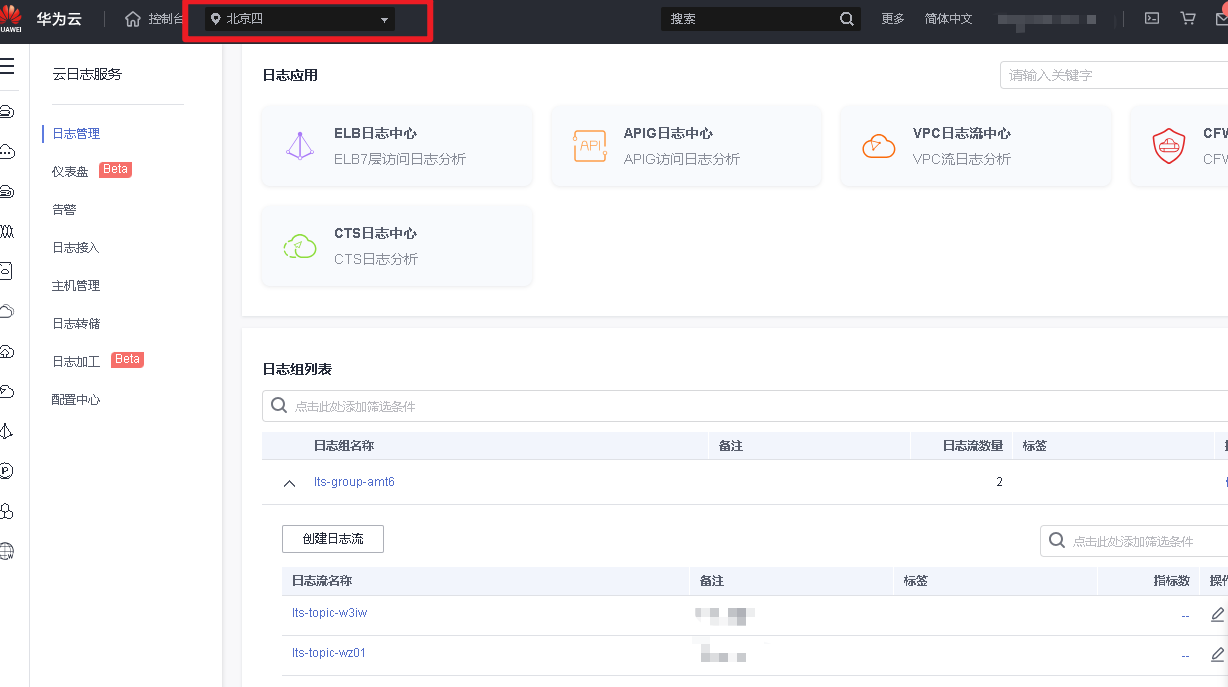 HUAWEI 华为云 控制台 北京四 搜索 更多 简体中文
云日志服务
日志管理
仪表盘 Beta
告警
日志接入
主机管理
日志转储
日志加工 Beta
配置中心
日志应用
请输入关键字
ELB日志中心
ELB7层访问日志分析
APIG日志中心
APIG访问日志分析
API
VPC日志流中心
VPC流日志分析
CFW
CFW
CTS日志中心
CTS日志分析
日志组列表
点击此处添加筛选条件
日志组名称 备注 日志流数量 标签
lts-group-amt6 2
创建日志流
点击此处添加筛选条件
日志流名称 备注 标签 指标数 操作
lts-topic-w3iw --
lts-topic-wz01 --